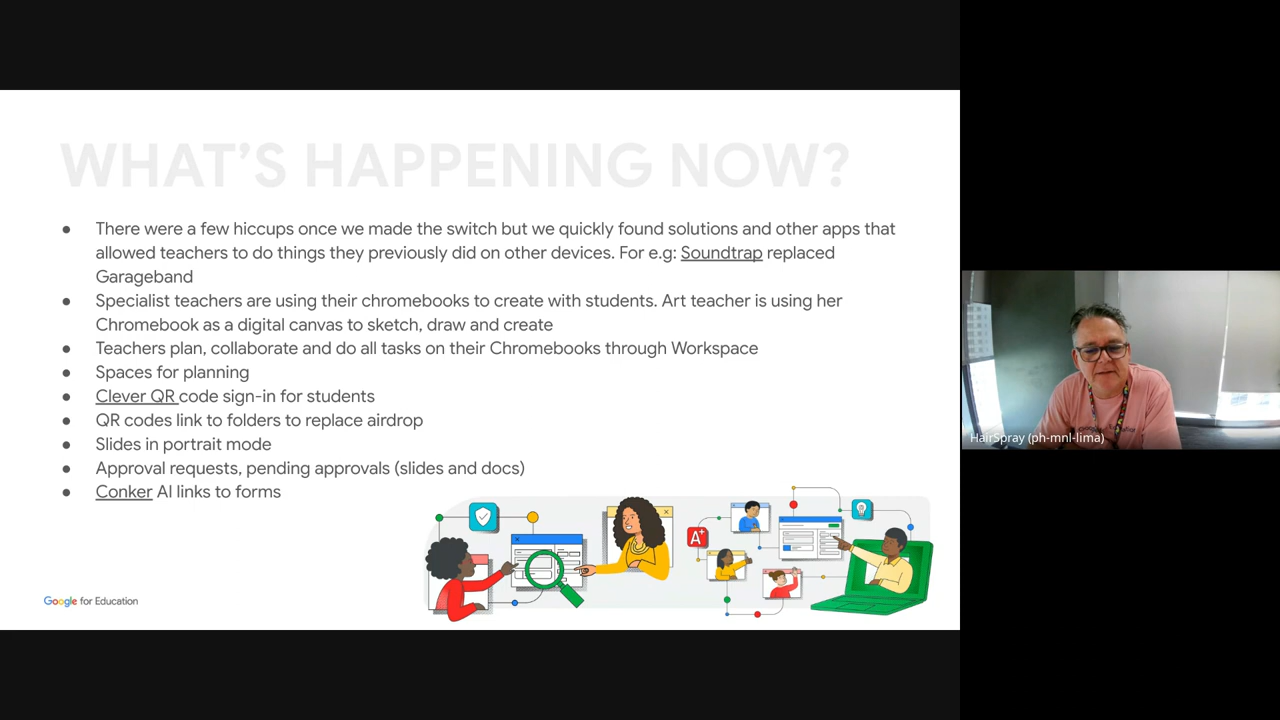 WHAT'S HAPPENING NOW?
● There were a few hiccups once we made the switch but we quickly found solutions and other apps that
allowed teachers to do things they previously did on other devices. For e.g: Soundtrap replaced
Garageband
● Specialist teachers are using their chromebooks to create with students. Art teacher is using her
Chromebook as a digital canvas to sketch, draw and create
● Teachers plan, collaborate and do all tasks on their Chromebooks through Workspace
● Spaces for planning
● Clever QR code sign-in for students
● QR codes link to folders to replace airdrop
● Slides in portrait mode
● Approval requests, pending approvals (slides and docs)
● Conker AI links to forms
A+
Google for Education
HairSpray (ph-mnl-lima)